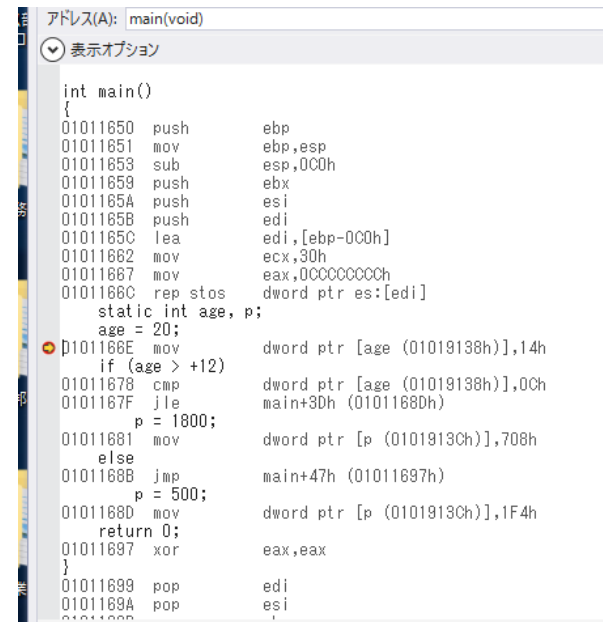 アドレス(A): main(void)
表示オプション
int main()
{
01011650 push ebp
01011651 mov ebp,esp
01011653 sub esp,0C0h
01011659 push ebx
0101165A push esi
0101165B push edi
0101165C lea edi,[ebp-0C0h]
01011662 mov ecx,30h
01011667 mov eax,0CCCCCCCCh
0101166C rep stos dword ptr es:[edi]
static int age, p;
age = 20;
0101166E mov dword ptr [age (01019138h)],14h
if (age > +12)
01011678 cmp dword ptr [age (01019138h)],0Ch
0101167F jle main+3Dh (0101168Dh)
p = 1800;
01011681 mov dword ptr [p (0101913Ch)],708h
else
0101168B jmp main+47h (01011697h)
p = 500;
0101168D mov dword ptr [p (0101913Ch)],1F4h
return 0;
01011697 xor eax,eax
}
01011699 pop edi
0101169A pop esi